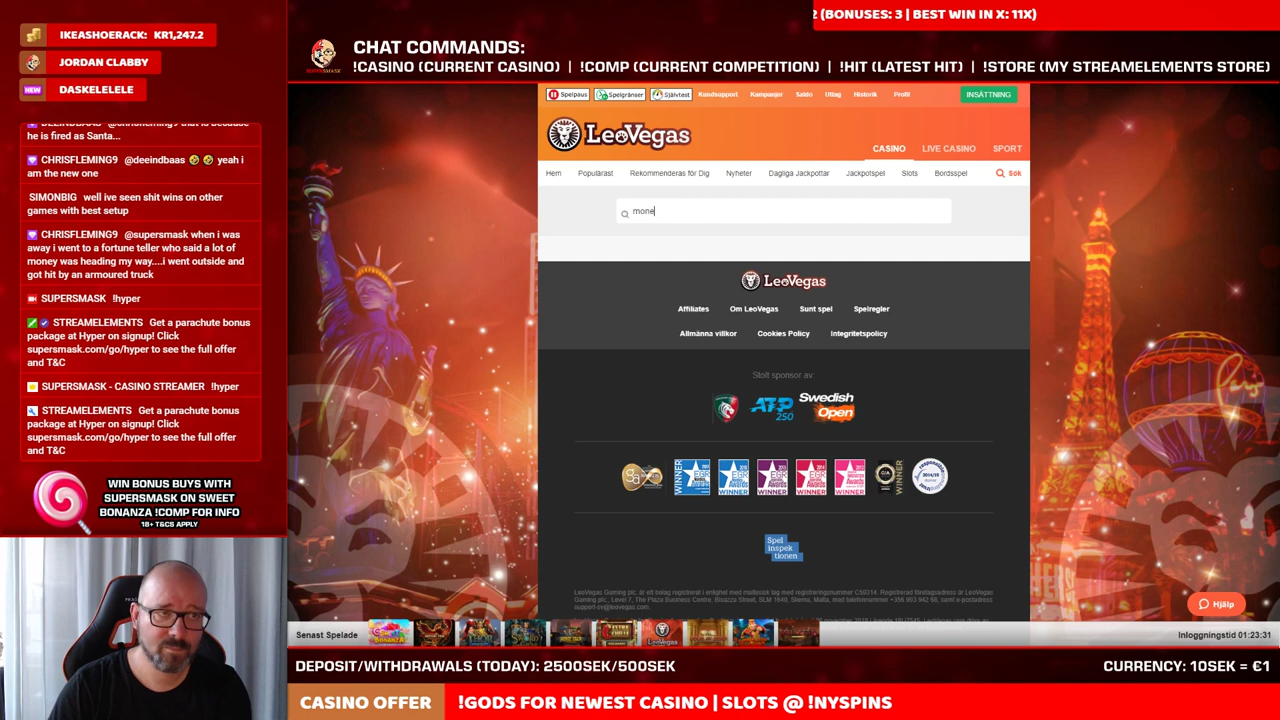 IKEASHOERACK: KR1,247.2
JORDAN CLABBY
NEW DASKELELELE
he is fired as Santa...
CHRISFLEMING9 @deeindbaas yeah i
am the new one
SIMONBIG well ive seen shit wins on other
games with best setup
CHRISFLEMING9 @supersmask when i was
away i went to a fortune teller who said a lot of
money was heading my way....i went outside and
got hit by an armoured truck
SUPERSMASK !hyper
STREAMELEMENTS Get a parachute bonus
package at Hyper on signup! Click
supersmask.com/go/hyper to see the full offer
and T&C
SUPERSMASK - CASINO STREAMER !hyper
STREAMELEMENTS Get a parachute bonus
package at Hyper on signup! Click
supersmask.com/go/hyper to see the full offer
and T&C
WIN BONUS BUYS WITH
SUPERSMASK ON SWEET
BONANZA !COMP FOR INFO
18+ T&CS APPLY
(BONUSES: 3 | BEST WIN IN X: 11X)
CHAT COMMANDS:
!CASINO (CURRENT CASINO) | !COMP (CURRENT COMPETITION) | !HIT (LATEST HIT) | !STORE (MY STREAMELEMENTS STORE)
Spelpaus Spelgränser Självtest Kundsupport Kampanjer Saldo Uttag Historik Profil INSÄTTNING
LeoVegas
CASINO LIVE CASINO SPORT
Hem Populärast Rekommenderas för Dig Nyheter Dagliga Jackpottar Jackpotspel Slots Bordsspel Sök
mone
LeoVegas
Affiliates Om LeoVegas Sunt spel Spelregler
Allmänna villkor Cookies Policy Integritetspolicy
Stolt sponsor av:
ATP 250
Swedish Open
WINNER WINNER WINNER WINNER WINNER WINNER
Spel
inspek
tionen
Hjälp
Senast Spelade
Inloggningstid 01:23:31
DEPOSIT/WITHDRAWALS (TODAY): 2500SEK/500SEK
CURRENCY: 10SEK = €1
CASINO OFFER
!GODS FOR NEWEST CASINO | SLOTS @ !NYSPINS